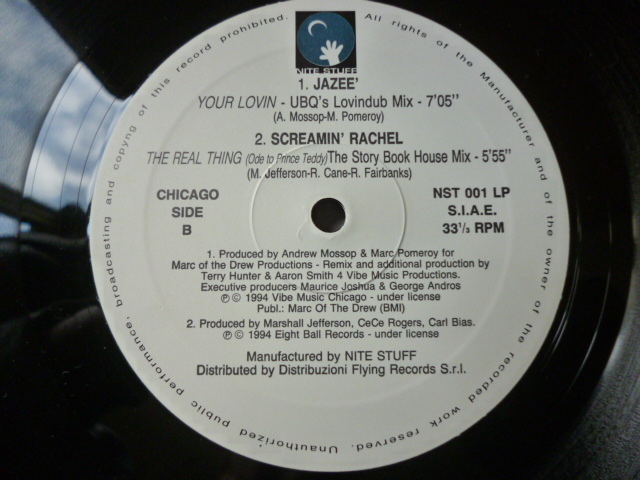 NITE STUFF
1. JAZEE'
YOUR LOVIN - UBQ's Lovindub Mix - 7'05"
(A. Mossop-M. Pomeroy)
2. SCREAMIN' RACHEL
THE REAL THING (Ode to Prince Teddy) The Story Book House Mix - 5'55"
(M. Jefferson-R. Cane-R. Fairbanks)
CHICAGO
SIDE
B
NST 001 LP
S.I.A.E.
33 1/3 RPM
1. Produced by Andrew Mossop & Marc Pomeroy for
Marc of the Drew Productions - Remix and additional production by
Terry Hunter & Aaron Smith 4 Vibe Music Productions.
Executive producers Maurice Joshua & George Andros
℗ © 1994 Vibe Music Chicago - under license
Publ.: Marc Of The Drew (BMI)
2. Produced by Marshall Jefferson, CeCe Rogers, Carl Bias.
℗ © 1994 Eight Ball Records - under license
Manufactured by NITE STUFF
Distributed by Distribuzioni Flying Records S.r.l.
All rights of the Manufacturer and of the owner of the recorded work reserved. Unauthorized public performance, broadcasting and copyng of this record prohibited.